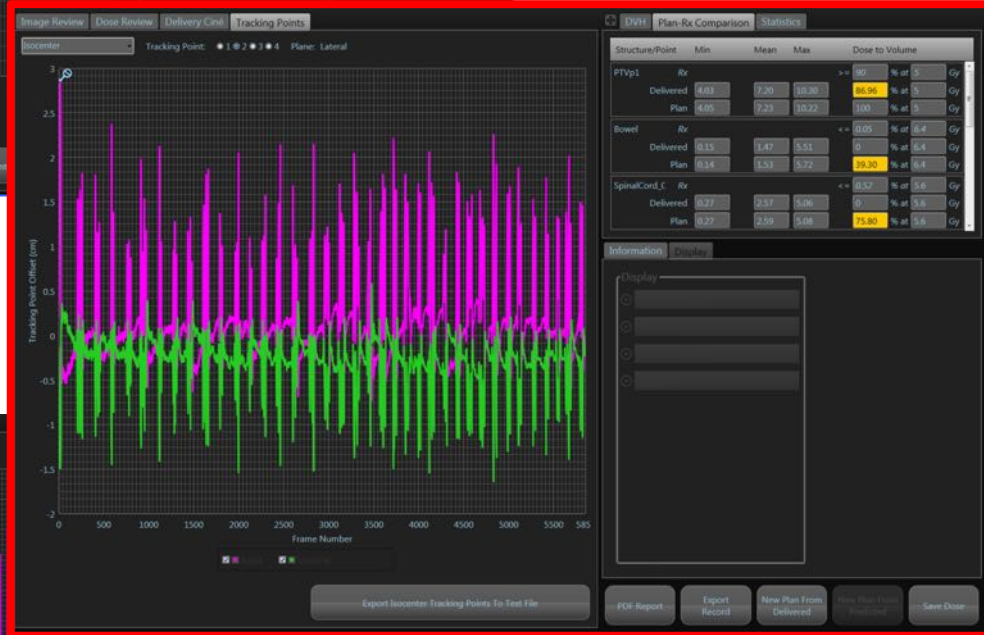 Image Review Dose Review Delivery Ciné Tracking Points
Isocenter Tracking Point: 1 2 3 4 Plane: Lateral
3
2.5
2
1.5
1
0.5
0
-0.5
-1
-1.5
-2
Tracking Point Offset (cm)
0 500 1000 1500 2000 2500 3000 3500 4000 4500 5000 5500 585
Frame Number
Export Isocenter Tracking Points To Text File
DVH Plan-Rx Comparison Statistics
Structure/Point Min Mean Max Dose to Volume
PTVp1 Rx >= 90 % at 5 Gy
Delivered 4.03 7.20 10.30 86.96 % at 5 Gy
Plan 4.05 7.23 10.22 100 % at 5 Gy
Bowel Rx <= 0.05 % at 6.4 Gy
Delivered 0.15 1.47 5.51 0 % at 6.4 Gy
Plan 0.14 1.53 5.72 39.30 % at 6.4 Gy
SpinalCord_C Rx <= 0.52 % at 5.6 Gy
Delivered 0.27 2.57 5.06 0 % at 5.6 Gy
Plan 0.27 2.59 5.08 75.80 % at 5.6 Gy
Information Display
Display
PDF Report Export Record New Plan From Delivered New Plan From Save Dose